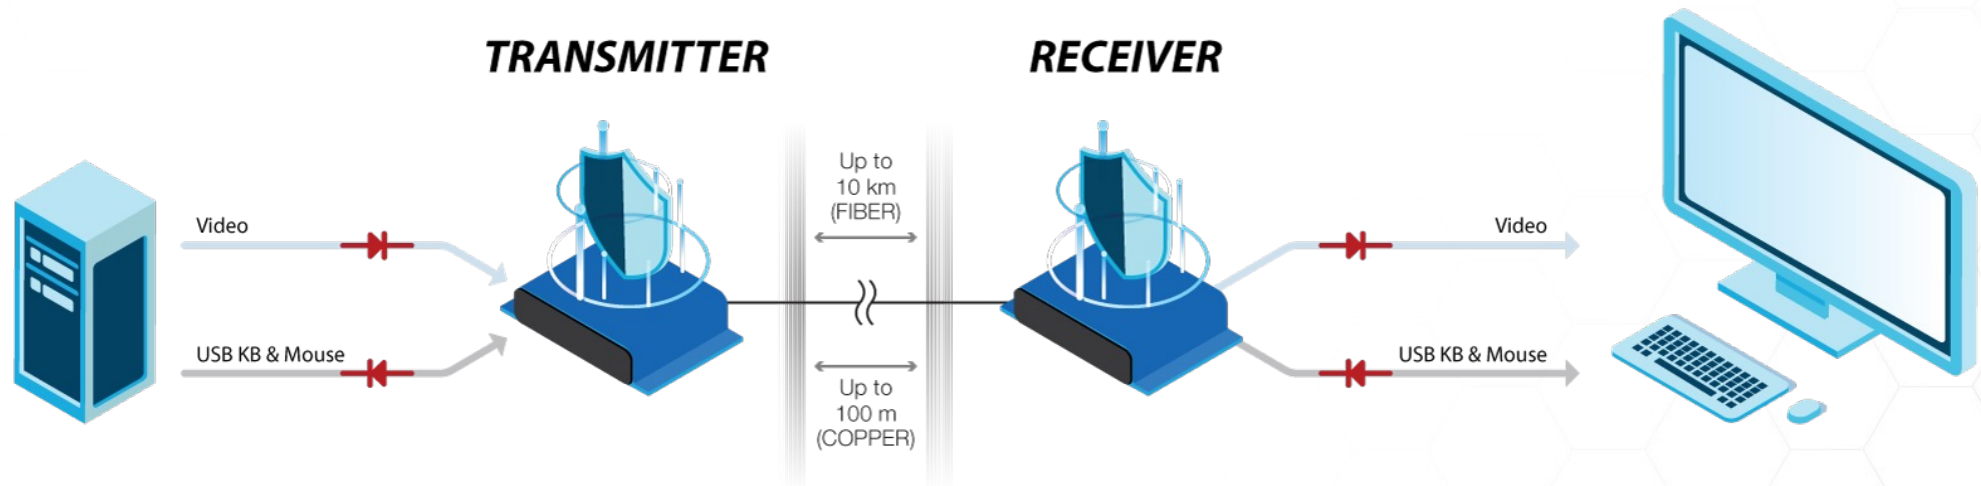 TRANSMITTER
RECEIVER
Video
USB KB & Mouse
Up to
10 km
(FIBER)
Up to
100 m
(COPPER)
Video
USB KB & Mouse